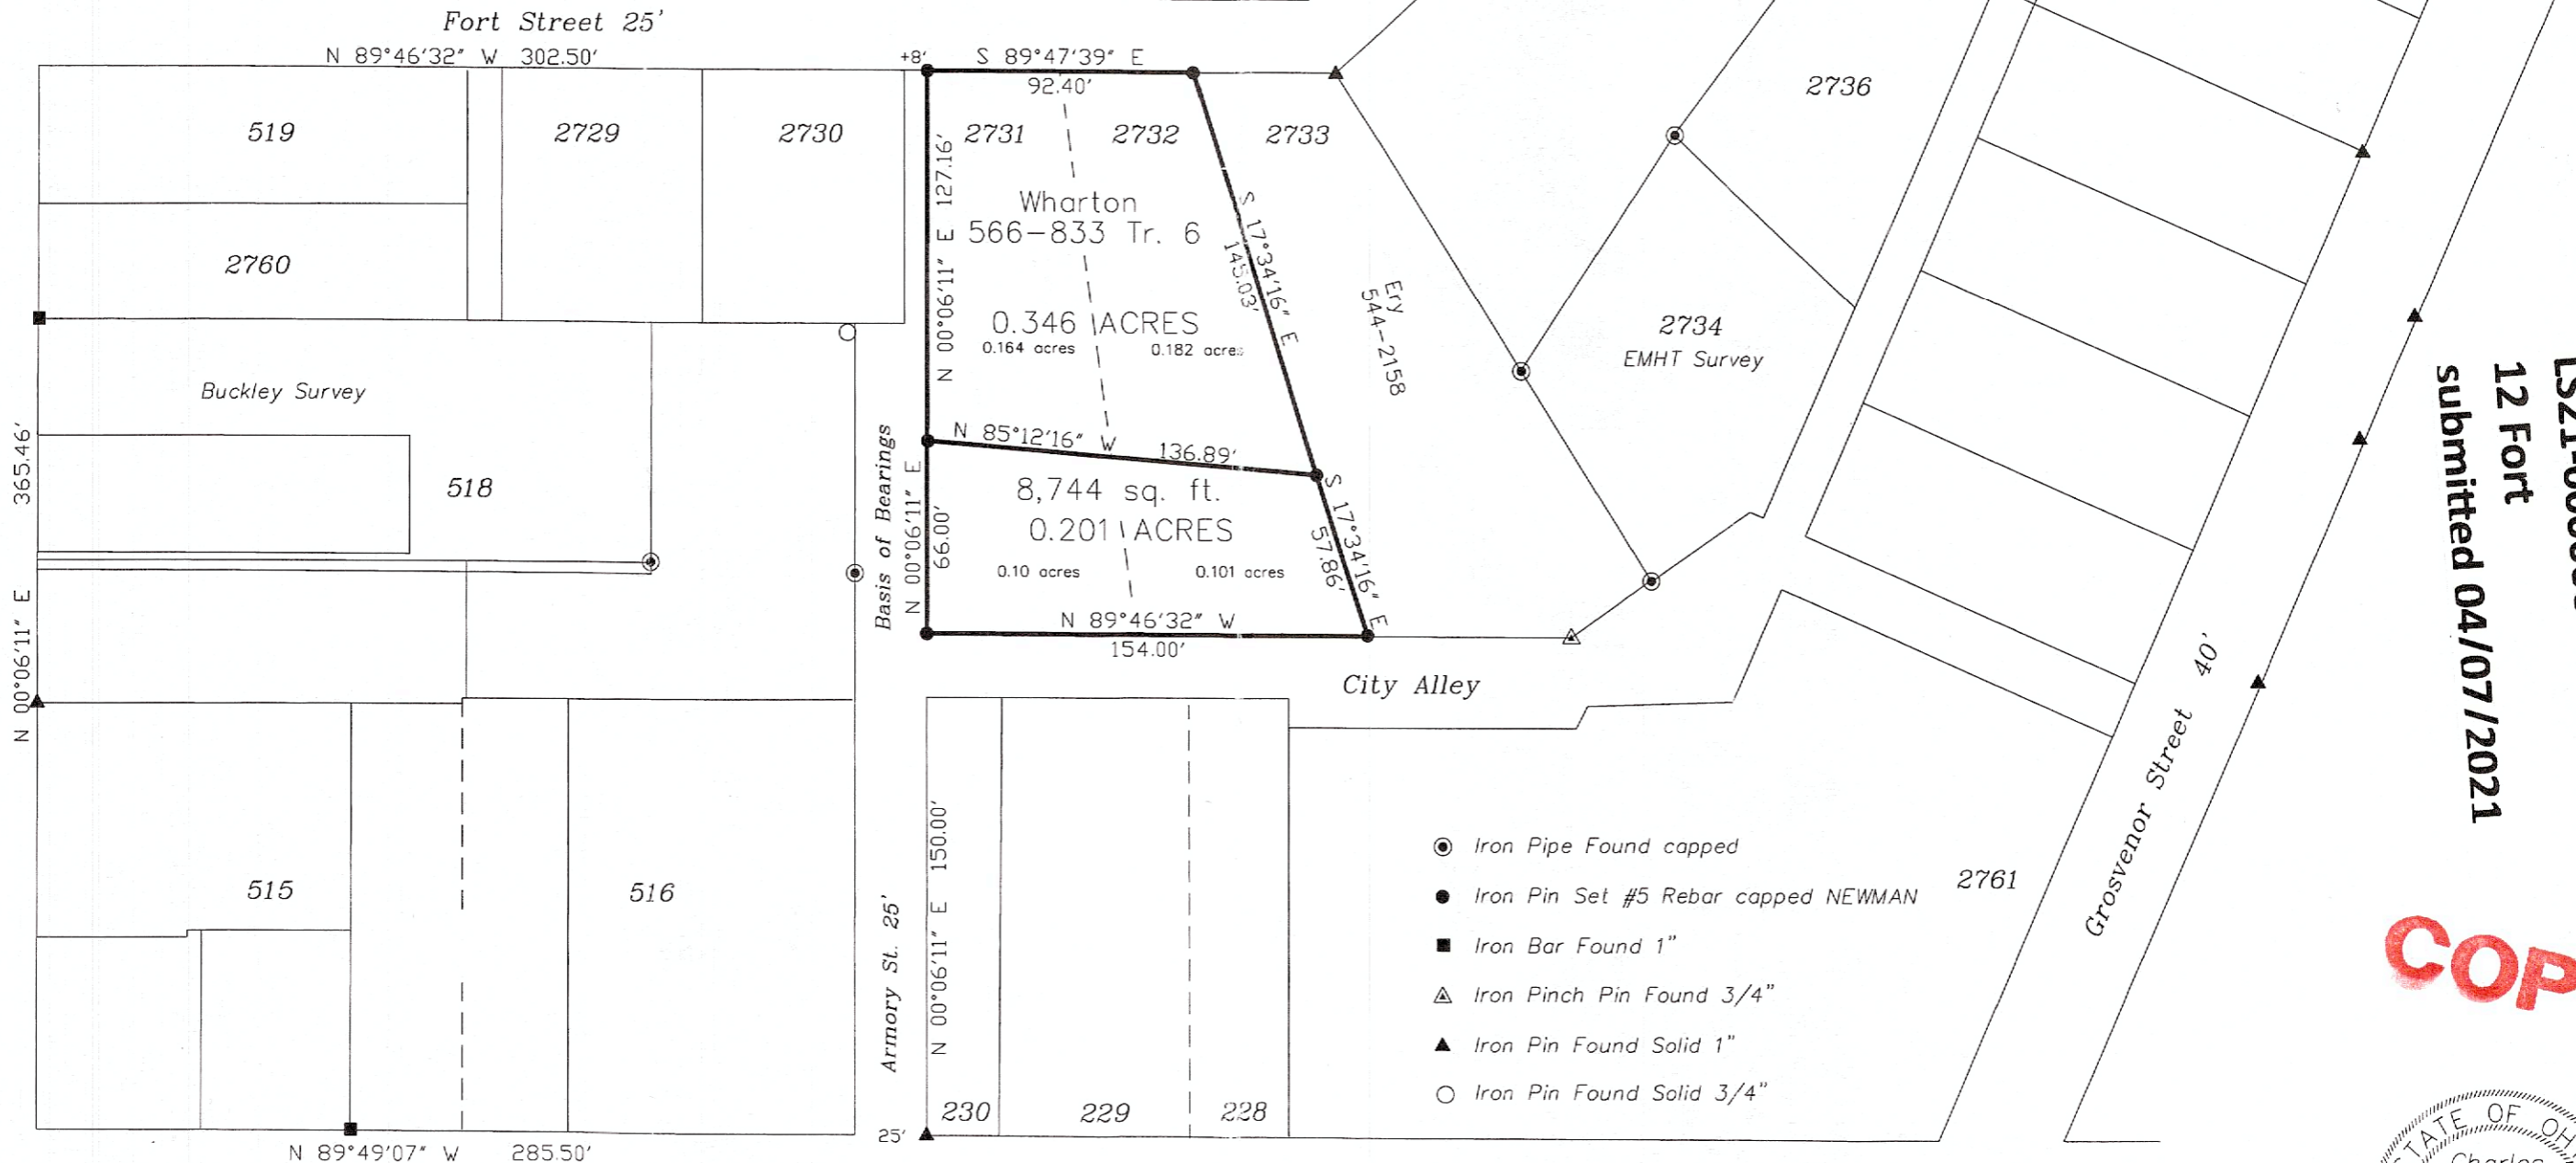 Fort Street 25'
N 89°46'32" W 302.50'
+8'
S 89°47'39" E
92.40'
519
2729
2730
2731
2732
2733
2736
2760
N 00°06'11" E 127.16'
Wharton
566-833 Tr. 6
S 17°34'16" E
145.03'
0.346 ACRES
0.164 acres
0.182 acres
Ery
544-2158
2734
EMHT Survey
Buckley Survey
518
N 00°06'11" E 365.46'
Basis of Bearings
N 85°12'16" W 136.89'
N 00°06'11" E
66.00'
8,744 sq. ft.
0.201 ACRES
0.10 acres
0.101 acres
S 17°34'16" E
57.86'
N 89°46'32" W
154.00'
City Alley
12 Fort
submitted 04/07/2021
Grosvenor Street 40'
515
516
Armory St. 25'
N 00°06'11" E 150.00'
230
229
228
25'
N 89°49'07" W 285.50'
Iron Pipe Found capped
Iron Pin Set #5 Rebar capped NEWMAN
Iron Bar Found 1"
Iron Pinch Pin Found 3/4"
Iron Pin Found Solid 1"
Iron Pin Found Solid 3/4"
2761
COP
STATE OF OH
Charles